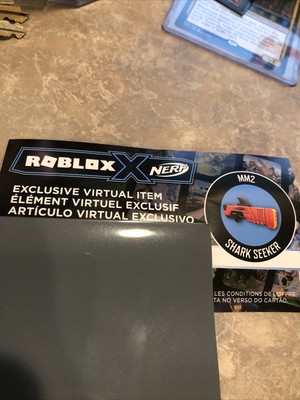 ROBLOX X NERF
EXCLUSIVE VIRTUAL ITEM
ÉLÉMENT VIRTUEL EXCLUSIF
ARTÍCULO VIRTUAL EXCLUSIVO
MM2
SHARK SEEKER
LES CONDITIONS DE L'OFFRE
TÁ NO VERSO DO CARTÃO.